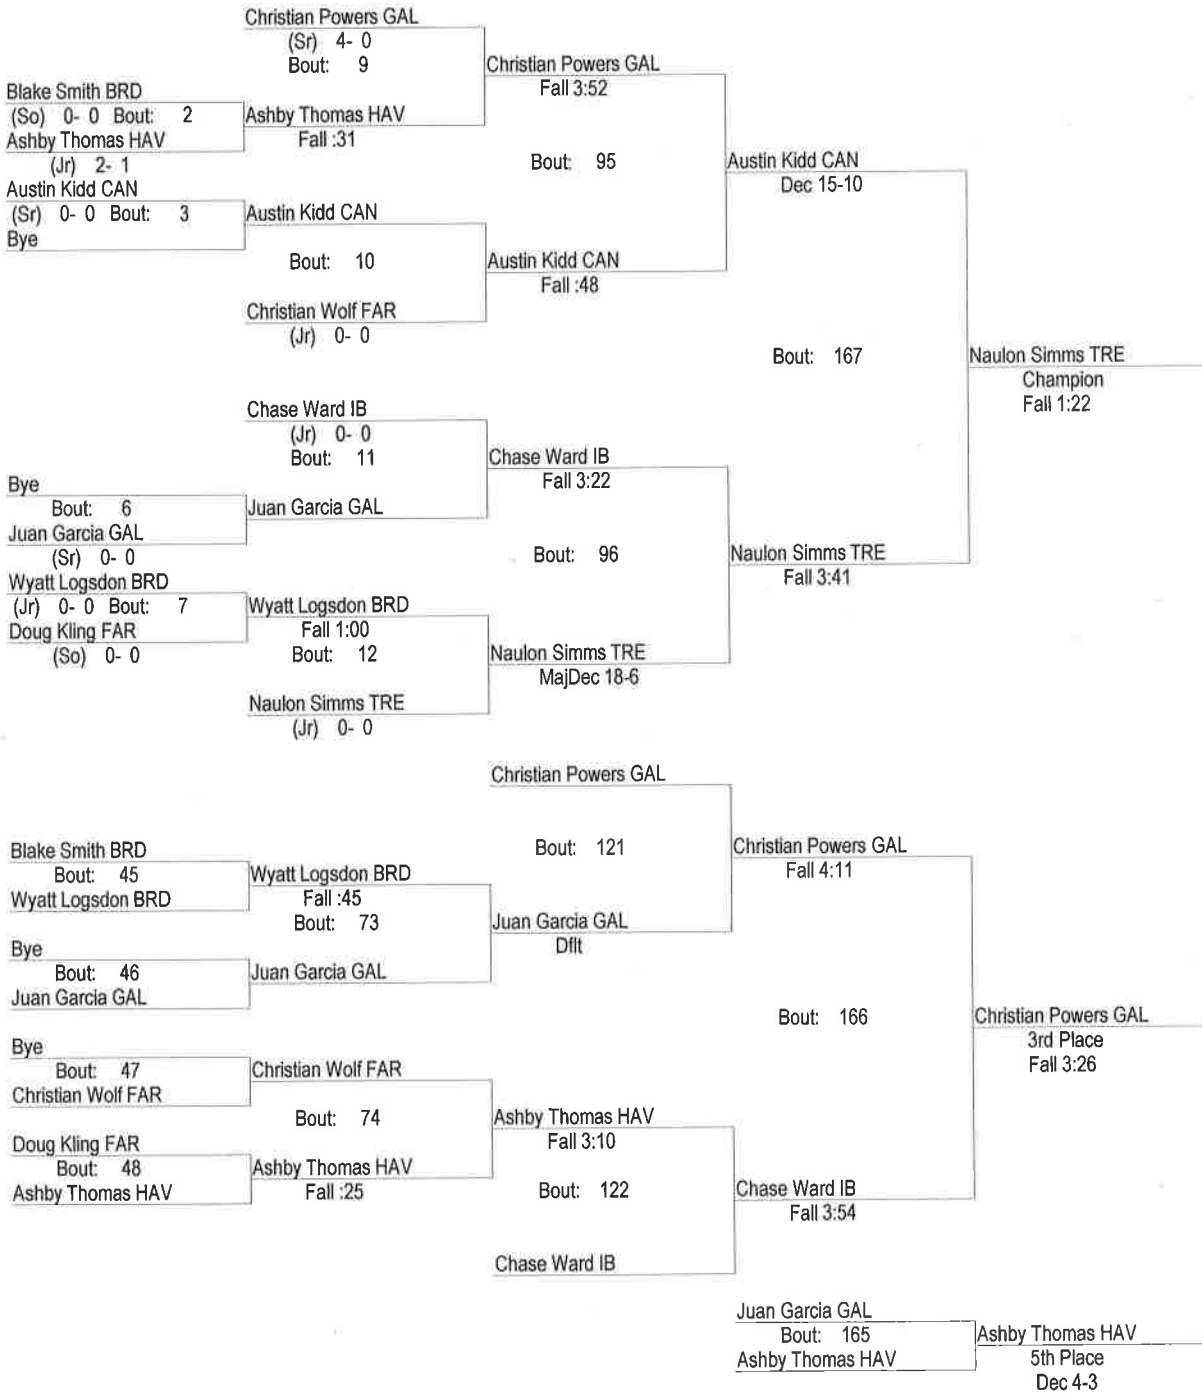 Christian Powers GAL
(Sr) 4- 0
Bout: 9
Christian Powers GAL
Fall 3:52
Blake Smith BRD
(So) 0- 0 Bout: 2
Ashby Thomas HAV
Fall :31
Ashby Thomas HAV
(Jr) 2- 1
Bout: 95
Austin Kidd CAN
Dec 15-10
Austin Kidd CAN
(Sr) 0- 0 Bout: 3
Austin Kidd CAN
Bye
Bout: 10
Austin Kidd CAN
Fall :48
Christian Wolf FAR
(Jr) 0- 0
Bout: 167
Naulon Simms TRE
Champion
Fall 1:22
Chase Ward IB
(Jr) 0- 0
Bout: 11
Chase Ward IB
Fall 3:22
Bye
Bout: 6
Juan Garcia GAL
Juan Garcia GAL
(Sr) 0- 0
Bout: 96
Naulon Simms TRE
Fall 3:41
Wyatt Logsdon BRD
(Jr) 0- 0 Bout: 7
Wyatt Logsdon BRD
Fall 1:00
Doug Kling FAR
(So) 0- 0
Bout: 12
Naulon Simms TRE
MajDec 18-6
Naulon Simms TRE
(Jr) 0- 0
Christian Powers GAL
Blake Smith BRD
Bout: 45
Wyatt Logsdon BRD
Bout: 121
Christian Powers GAL
Fall 4:11
Wyatt Logsdon BRD
Fall :45
Bout: 73
Juan Garcia GAL
Dflt
Bye
Bout: 46
Juan Garcia GAL
Juan Garcia GAL
Bout: 166
Christian Powers GAL
3rd Place
Fall 3:26
Bye
Bout: 47
Christian Wolf FAR
Christian Wolf FAR
Bout: 74
Ashby Thomas HAV
Fall 3:10
Doug Kling FAR
Bout: 48
Ashby Thomas HAV
Ashby Thomas HAV
Fall :25
Bout: 122
Chase Ward IB
Fall 3:54
Chase Ward IB
Juan Garcia GAL
Bout: 165
Ashby Thomas HAV
Ashby Thomas HAV
5th Place
Dec 4-3